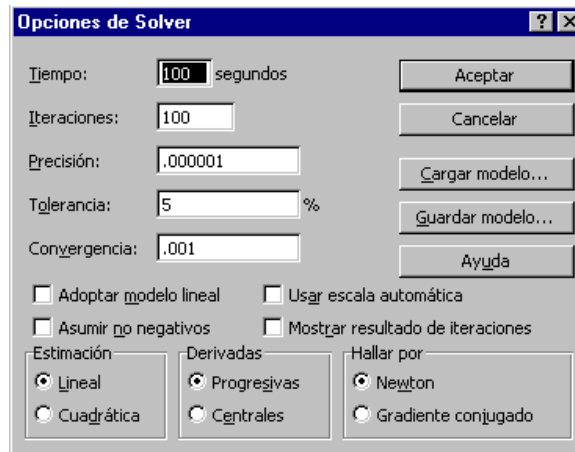 Opciones de Solver
Tiempo: 100 segundos
Aceptar
Iteraciones: 100
Cancelar
Precisión: .000001
Cargar modelo...
Tolerancia: 5 %
Guardar modelo...
Convergencia: .001
Ayuda
Adoptar modelo lineal
Usar escala automática
Asumir no negativos
Mostrar resultado de iteraciones
Estimación
Lineal
Cuadrática
Derivadas
Progresivas
Centrales
Hallar por
Newton
Gradiente conjugado